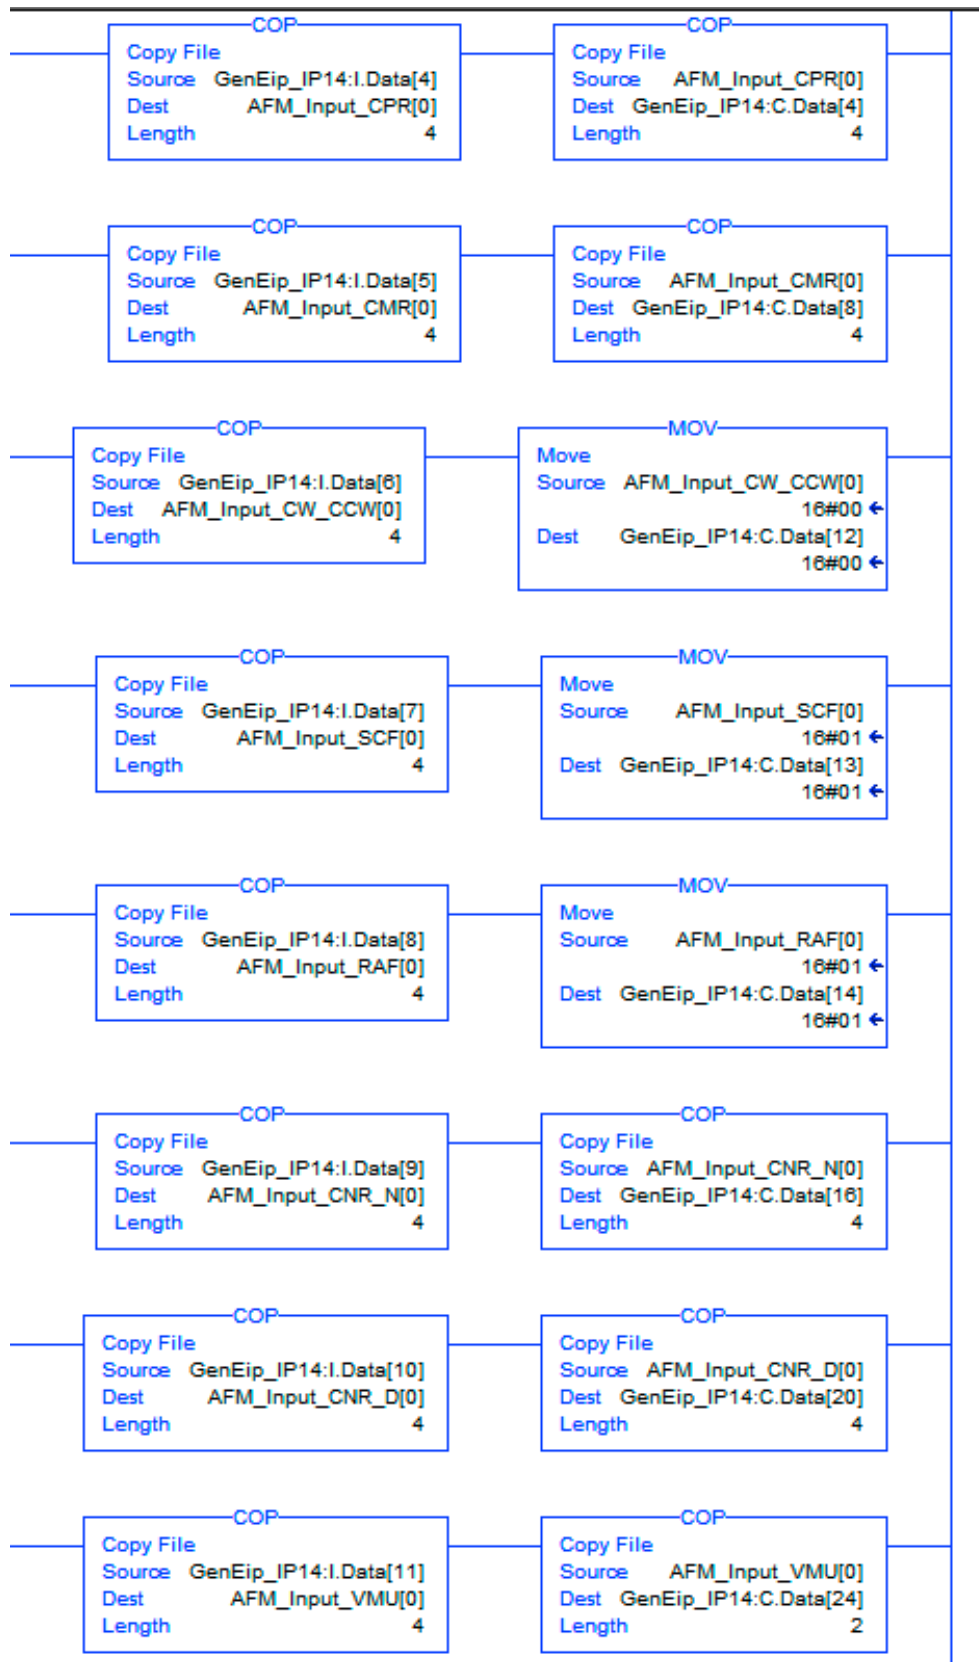 COP
Copy File
Source GenEip_IP14:I.Data[4]
Dest AFM_Input_CPR[0]
Length 4
COP
Copy File
Source AFM_Input_CPR[0]
Dest GenEip_IP14:C.Data[4]
Length 4
COP
Copy File
Source GenEip_IP14:I.Data[5]
Dest AFM_Input_CMR[0]
Length 4
COP
Copy File
Source AFM_Input_CMR[0]
Dest GenEip_IP14:C.Data[8]
Length 4
COP
Copy File
Source GenEip_IP14:I.Data[6]
Dest AFM_Input_CW_CCW[0]
Length 4
MOV
Move
Source AFM_Input_CW_CCW[0]
16#00
Dest GenEip_IP14:C.Data[12]
16#00
COP
Copy File
Source GenEip_IP14:I.Data[7]
Dest AFM_Input_SCF[0]
Length 4
MOV
Move
Source AFM_Input_SCF[0]
16#01
Dest GenEip_IP14:C.Data[13]
16#01
COP
Copy File
Source GenEip_IP14:I.Data[8]
Dest AFM_Input_RAF[0]
Length 4
MOV
Move
Source AFM_Input_RAF[0]
16#01
Dest GenEip_IP14:C.Data[14]
16#01
COP
Copy File
Source GenEip_IP14:I.Data[9]
Dest AFM_Input_CNR_N[0]
Length 4
COP
Copy File
Source AFM_Input_CNR_N[0]
Dest GenEip_IP14:C.Data[16]
Length 4
COP
Copy File
Source GenEip_IP14:I.Data[10]
Dest AFM_Input_CNR_D[0]
Length 4
COP
Copy File
Source AFM_Input_CNR_D[0]
Dest GenEip_IP14:C.Data[20]
Length 4
COP
Copy File
Source GenEip_IP14:I.Data[11]
Dest AFM_Input_VMU[0]
Length 4
COP
Copy File
Source AFM_Input_VMU[0]
Dest GenEip_IP14:C.Data[24]
Length 2